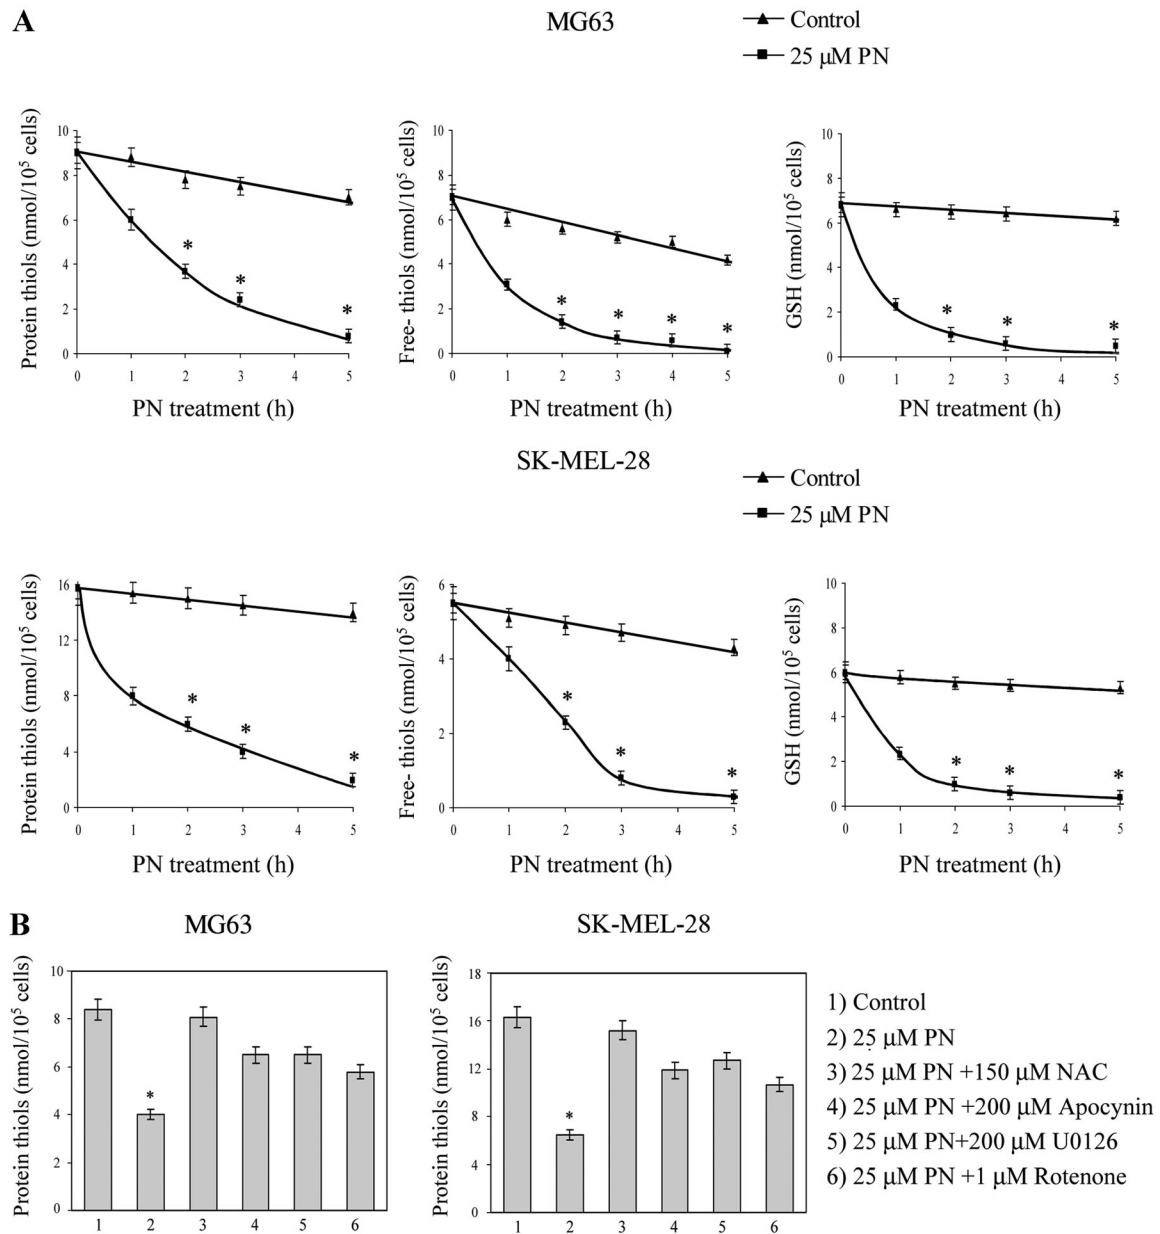 A
MG63
Control
25 μM PN
Protein thiols (nmol/10⁵ cells)
10
8
6
4
2
0
0 1 2 3 4 5
PN treatment (h)
* * *
Free- thiols (nmol/10⁵ cells)
10
8
6
4
2
0
0 1 2 3 4 5
PN treatment (h)
* * * *
GSH (nmol/10⁵ cells)
10
8
6
4
2
0
0 1 2 3 4 5
PN treatment (h)
* * *
SK-MEL-28
Control
25 μM PN
Protein thiols (nmol/10⁵ cells)
16
12
8
4
0
0 1 2 3 4 5
PN treatment (h)
* * *
Free- thiols (nmol/10⁵ cells)
6
4
2
0
0 1 2 3 4 5
PN treatment (h)
* * *
GSH (nmol/10⁵ cells)
10
8
6
4
2
0
0 1 2 3 4 5
PN treatment (h)
* * *
B
MG63
Protein thiols (nmol/10⁵ cells)
10
8
6
4
2
0
*
1 2 3 4 5 6
SK-MEL-28
Protein thiols (nmol/10⁵ cells)
18
16
12
8
4
0
*
1 2 3 4 5 6
1) Control
2) 25 μM PN
3) 25 μM PN +150 μM NAC
4) 25 μM PN +200 μM Apocynin
5) 25 μM PN+200 μM U0126
6) 25 μM PN +1 μM Rotenone